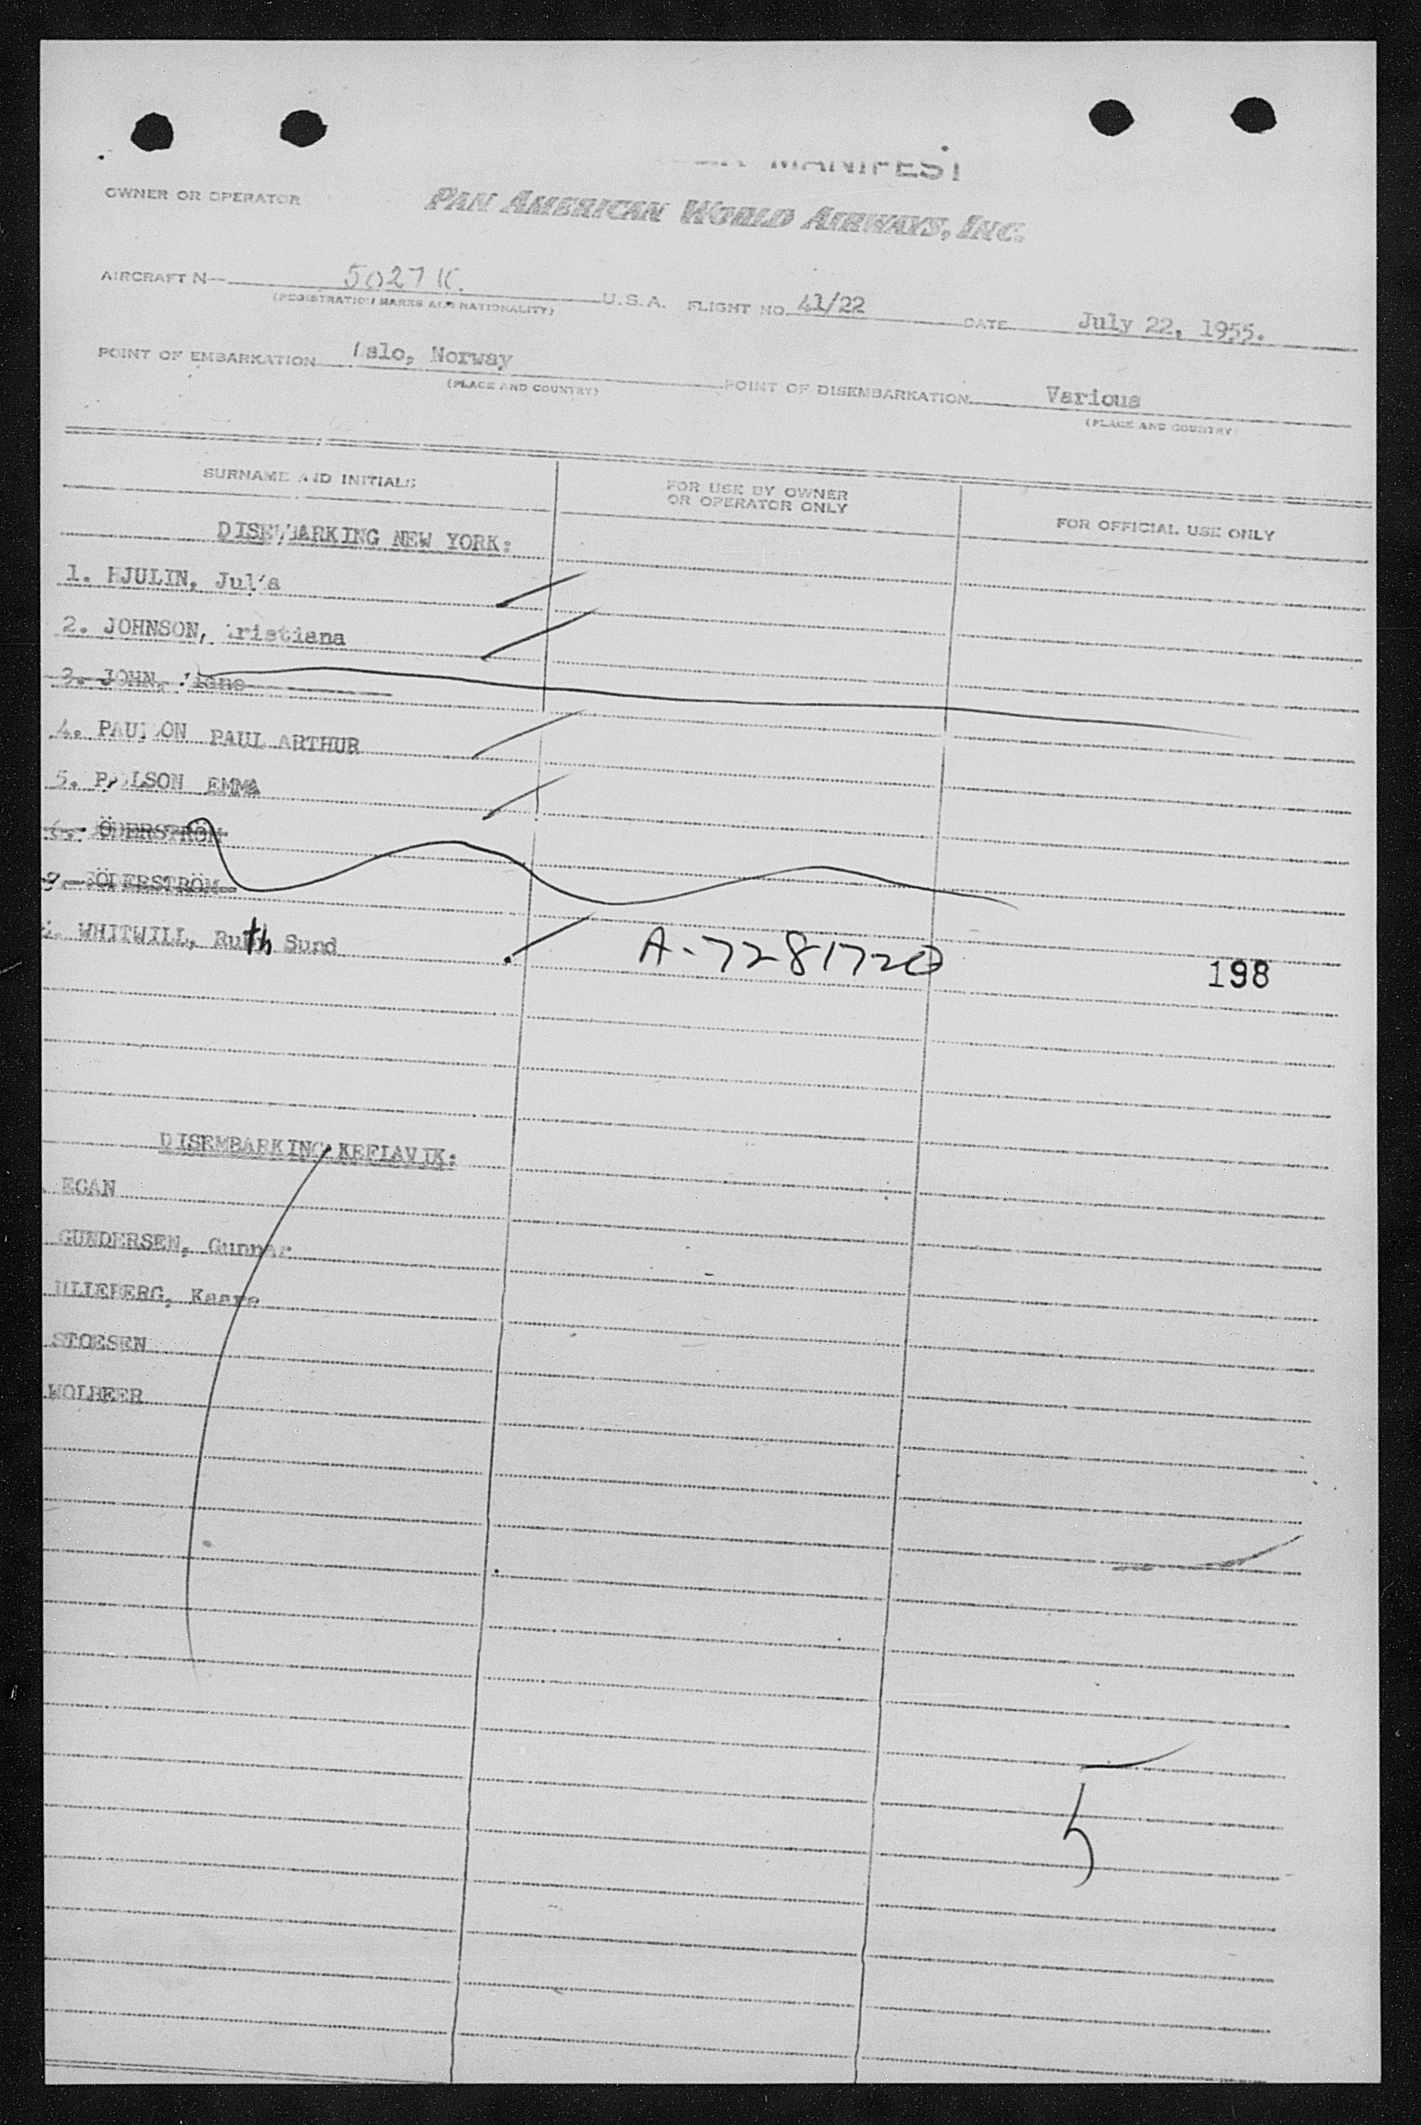 MANIFEST
OWNER OR OPERATOR PAN AMERICAN WORLD AIRWAYS, INC.
AIRCRAFT N 5027K. U.S.A. FLIGHT NO. 41/22 DATE July 22, 1955.
(REGISTRATION MARKS AND NATIONALITY)
POINT OF EMBARKATION Oslo, Norway POINT OF DISEMBARKATION Various
(PLACE AND COUNTRY) (PLACE AND COUNTRY)
SURNAME AND INITIALS FOR USE BY OWNER OR OPERATOR ONLY FOR OFFICIAL USE ONLY
DISEMBARKING NEW YORK:
1. HJULIN, Julia
2. JOHNSON, Kristiana
3. JOHN,
4. PAULSON PAUL ARTHUR
5. PAULSON EMMA
6. SÖDERSTRÖM
SÖDERSTRÖM
WHITWILL, Ruth Sund A-7281720 198
DISEMBARKING KEFLAVIK:
EGAN
GUNDERSEN, Gunnar
LILLEBERG, Kaare
STOESEN
WOLBEER
5